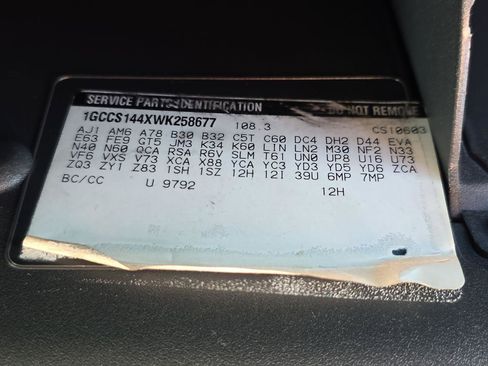 SERVICE PARTS IDENTIFICATION DO NOT REMOVE
1GCCS144XWK258677 108.3 CS10603
AJ1 AM6 A78 B30 B32 C5T C60 DC4 DH2 D44 EVA
E63 FE9 GT5 JM3 K34 K60 LIN LN2 M30 NF2 N33
N40 N60 QCA RSA R6V SLM T61 UN0 UP8 U16 U73
VF6 VXS V73 XCA X88 YCA YC3 YD3 YD5 YD6 ZCA
ZQ3 ZY1 Z83 1SH 1SZ 12H 12I 39U 6MP 7MP
BC/CC U 9792 12H